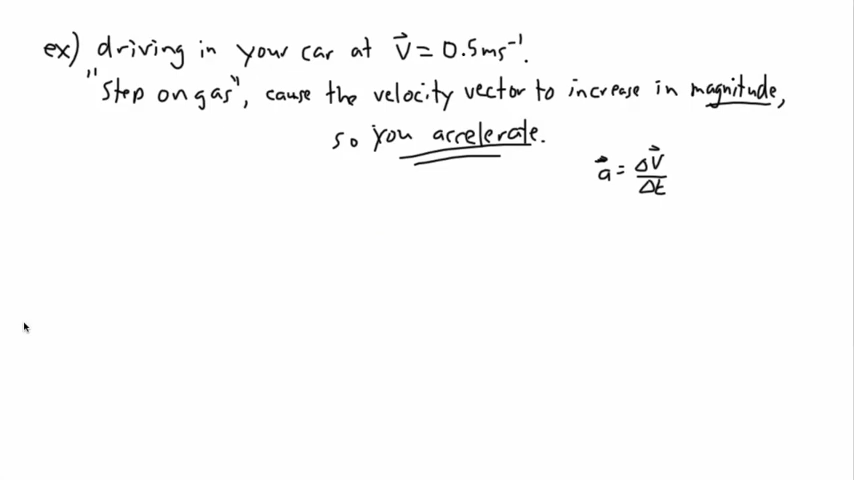 ex) driving in your car at v⃗ = 0.5ms⁻¹.
"Step on gas", cause the velocity vector to increase in magnitude,
so you accelerate.
a⃗ = Δv⃗/Δt